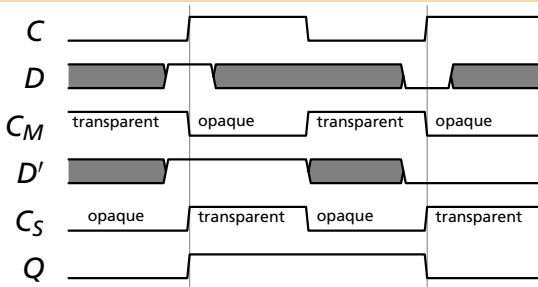 C
D
C_M
transparent opaque transparent opaque
D'
C_S
opaque transparent opaque transparent
Q